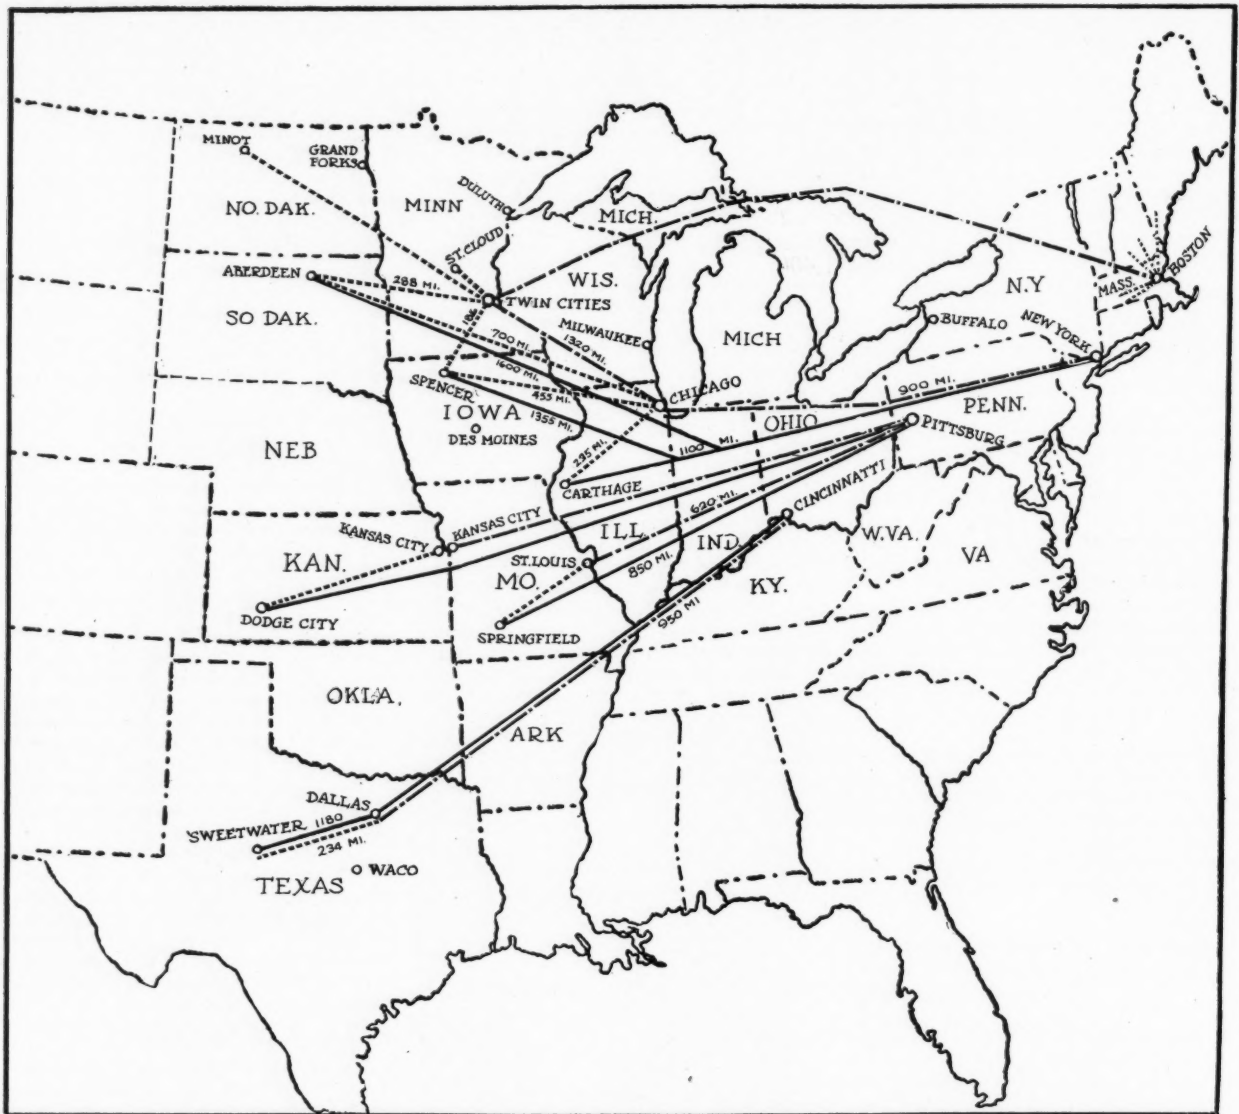 MINOT
GRAND
FORKS
NO. DAK.
MINN
DULUTH
MICH.
ST. CLOUD
ABERDEEN
288 MI.
TWIN CITIES
WIS.
N.Y
MASS.
BOSTON
SO DAK.
186
MILWAUKEE
MICH
BUFFALO
NEW YORK
700 MI.
1320 MI.
1600 MI.
SPENCER
455 MI.
CHICAGO
900 MI.
IOWA
1355 MI.
OHIO
PENN.
PITTSBURG
DES MOINES
NEB
235 MI.
1100 MI.
CARTHAGE
CINCINNATTI
620 MI.
KANSAS CITY
KANSAS CITY
ILL
IND.
W.VA.
VA
KAN.
ST. LOUIS
MO.
850 MI.
KY.
DODGE CITY
SPRINGFIELD
950 MI
OKLA.
ARK
DALLAS
SWEETWATER 1180
234 MI.
WACO
TEXAS